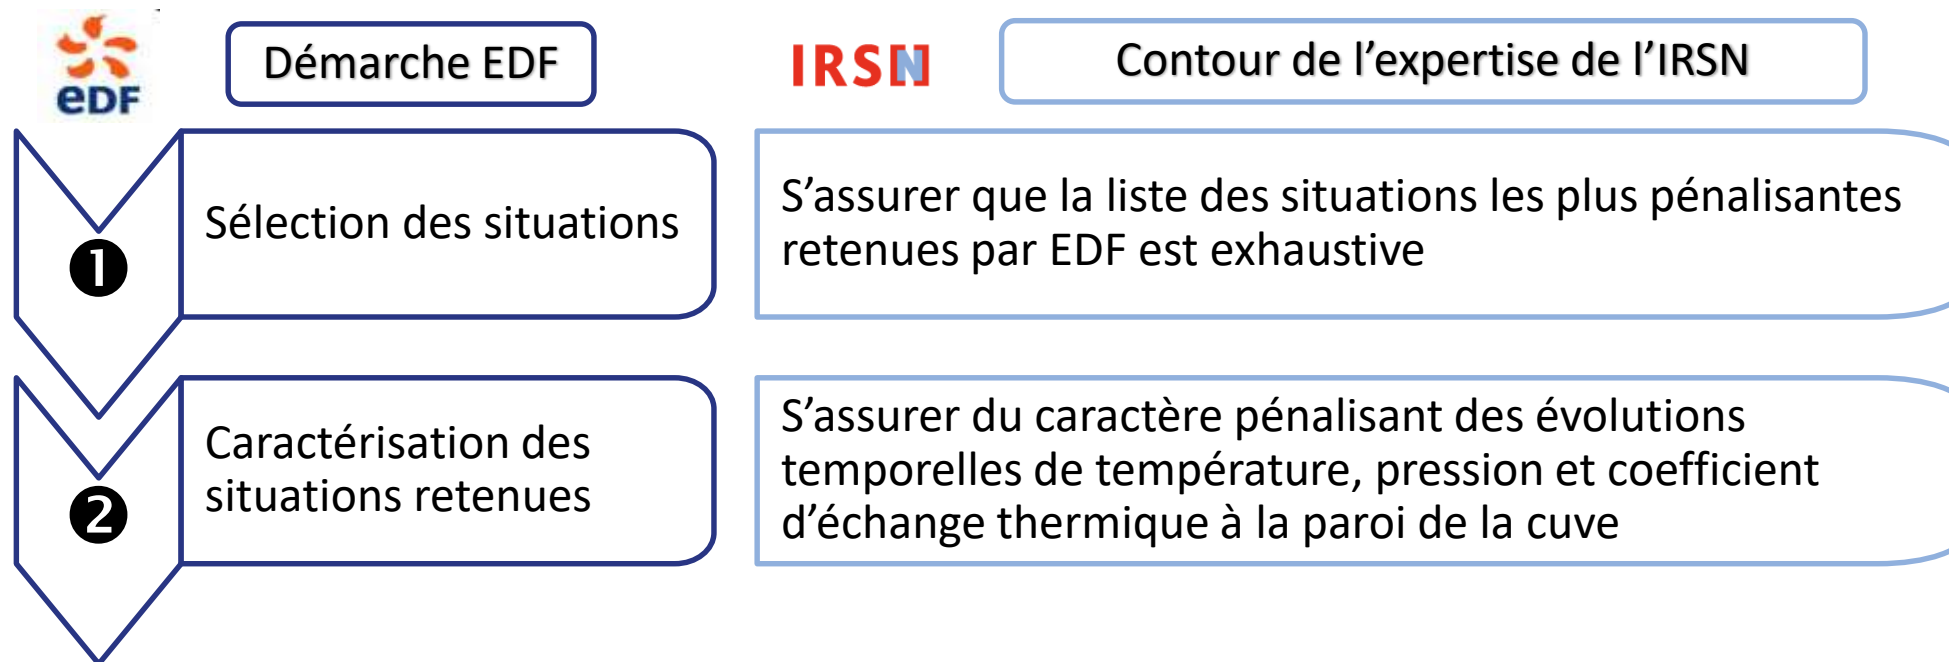 eDF
Démarche EDF
IRSN
Contour de l’expertise de l’IRSN
1
Sélection des situations
S’assurer que la liste des situations les plus pénalisantes
retenues par EDF est exhaustive
2
Caractérisation des
situations retenues
S’assurer du caractère pénalisant des évolutions
temporelles de température, pression et coefficient
d’échange thermique à la paroi de la cuve